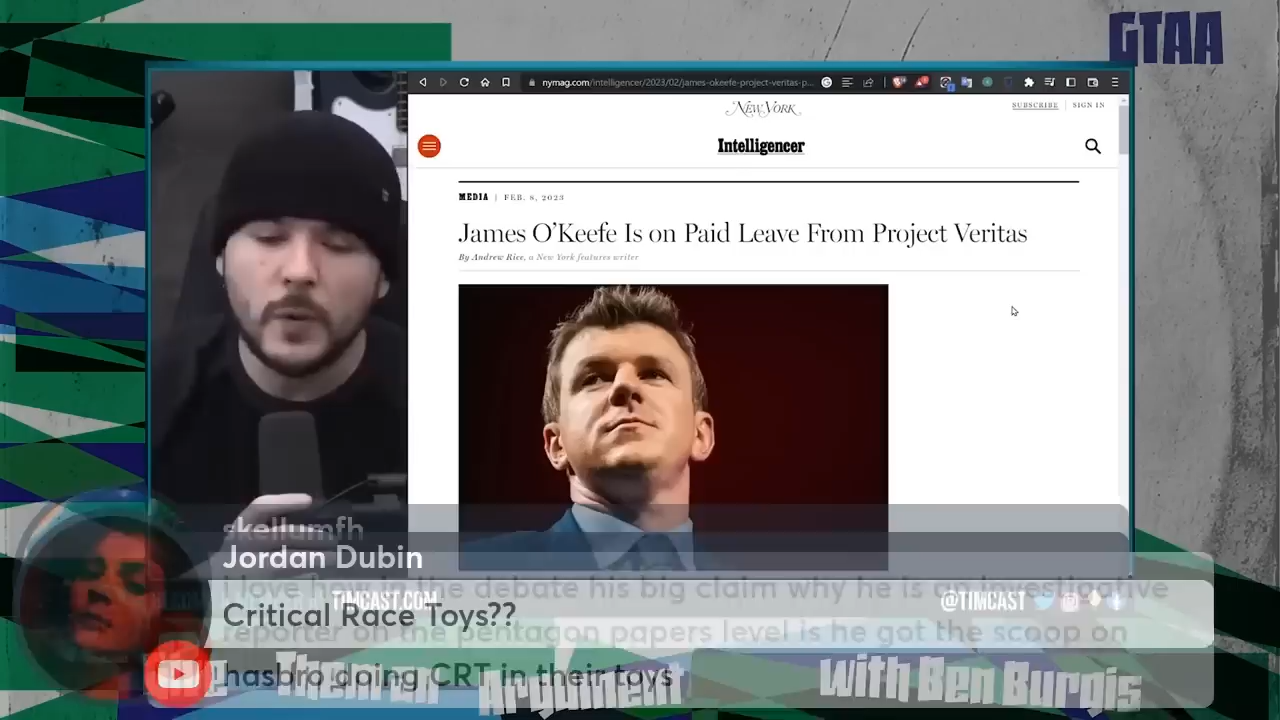 GTAA
nymag.com/intelligencer/2023/02/james-okeefe-project-veritas-p...
NEW YORK
SUBSCRIBE | SIGN IN
Intelligencer
MEDIA | FEB. 8, 2023
James O'Keefe Is on Paid Leave From Project Veritas
By Andrew Rice, a New York features writer
skellumfh
Jordan Dubin
I love how in the debate his big claim why he is an investigative
TIMCAST.COM
@TIMCAST
Critical Race Toys??
reporter on the pentagon papers level is he got the scoop on
hasbro doing CRT in their toys
Argument
with Ben Burgis